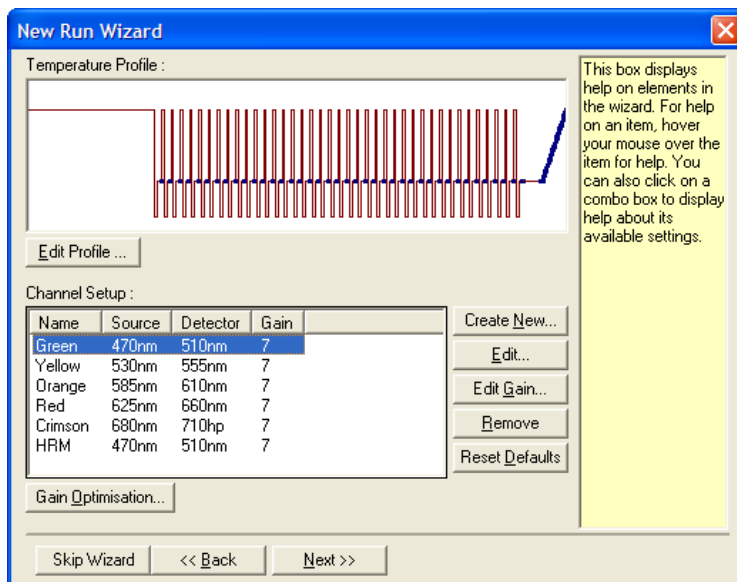 New Run Wizard
Temperature Profile :
Edit Profile ...
Channel Setup :
Name Source Detector Gain
Green 470nm 510nm 7
Yellow 530nm 555nm 7
Orange 585nm 610nm 7
Red 625nm 660nm 7
Crimson 680nm 710hp 7
HRM 470nm 510nm 7
Create New...
Edit...
Edit Gain...
Remove
Reset Defaults
Gain Optimisation...
This box displays
help on elements in
the wizard. For help
on an item, hover
your mouse over the
item for help. You
can also click on a
combo box to display
help about its
available settings.
Skip Wizard << Back Next >>